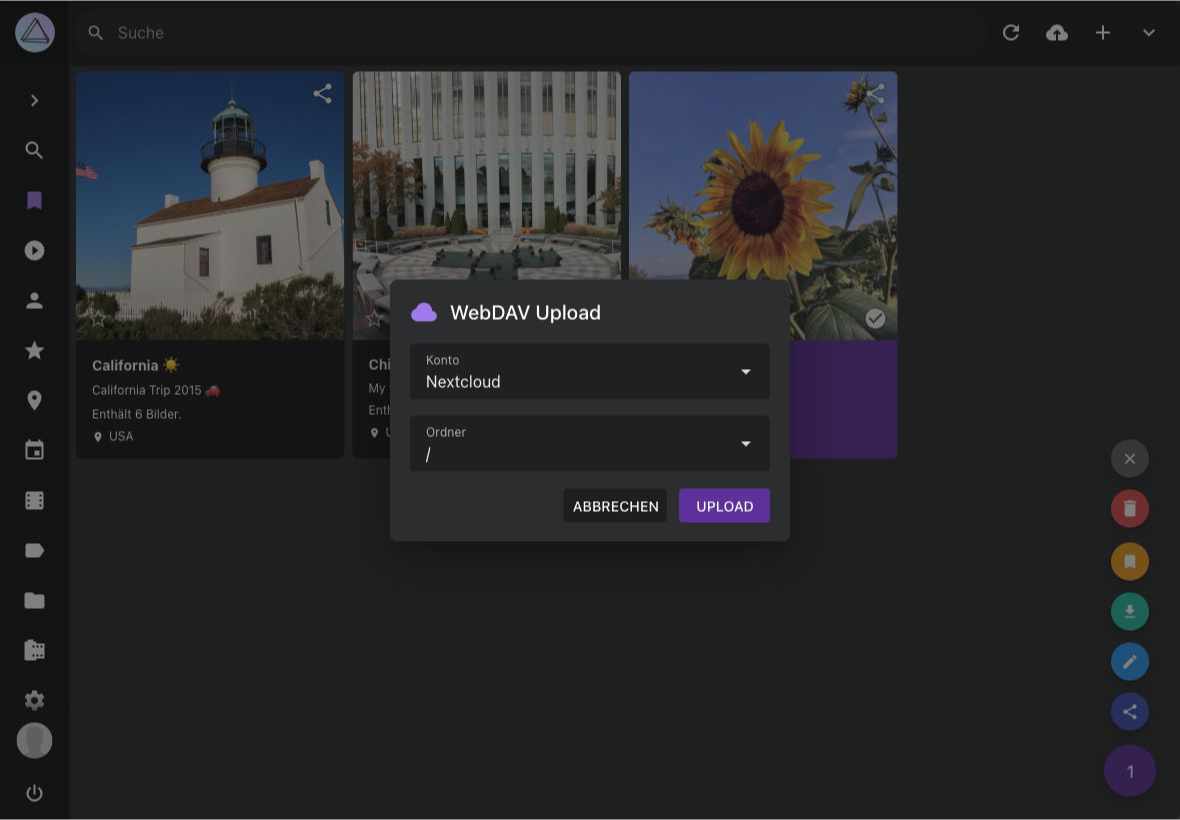 Suche
California ☀️
California Trip 2015 🚗
Enthält 6 Bilder.
USA
Chi
My
Enth
WebDAV Upload
Konto
Nextcloud
Ordner
/
ABBRECHEN
UPLOAD
1